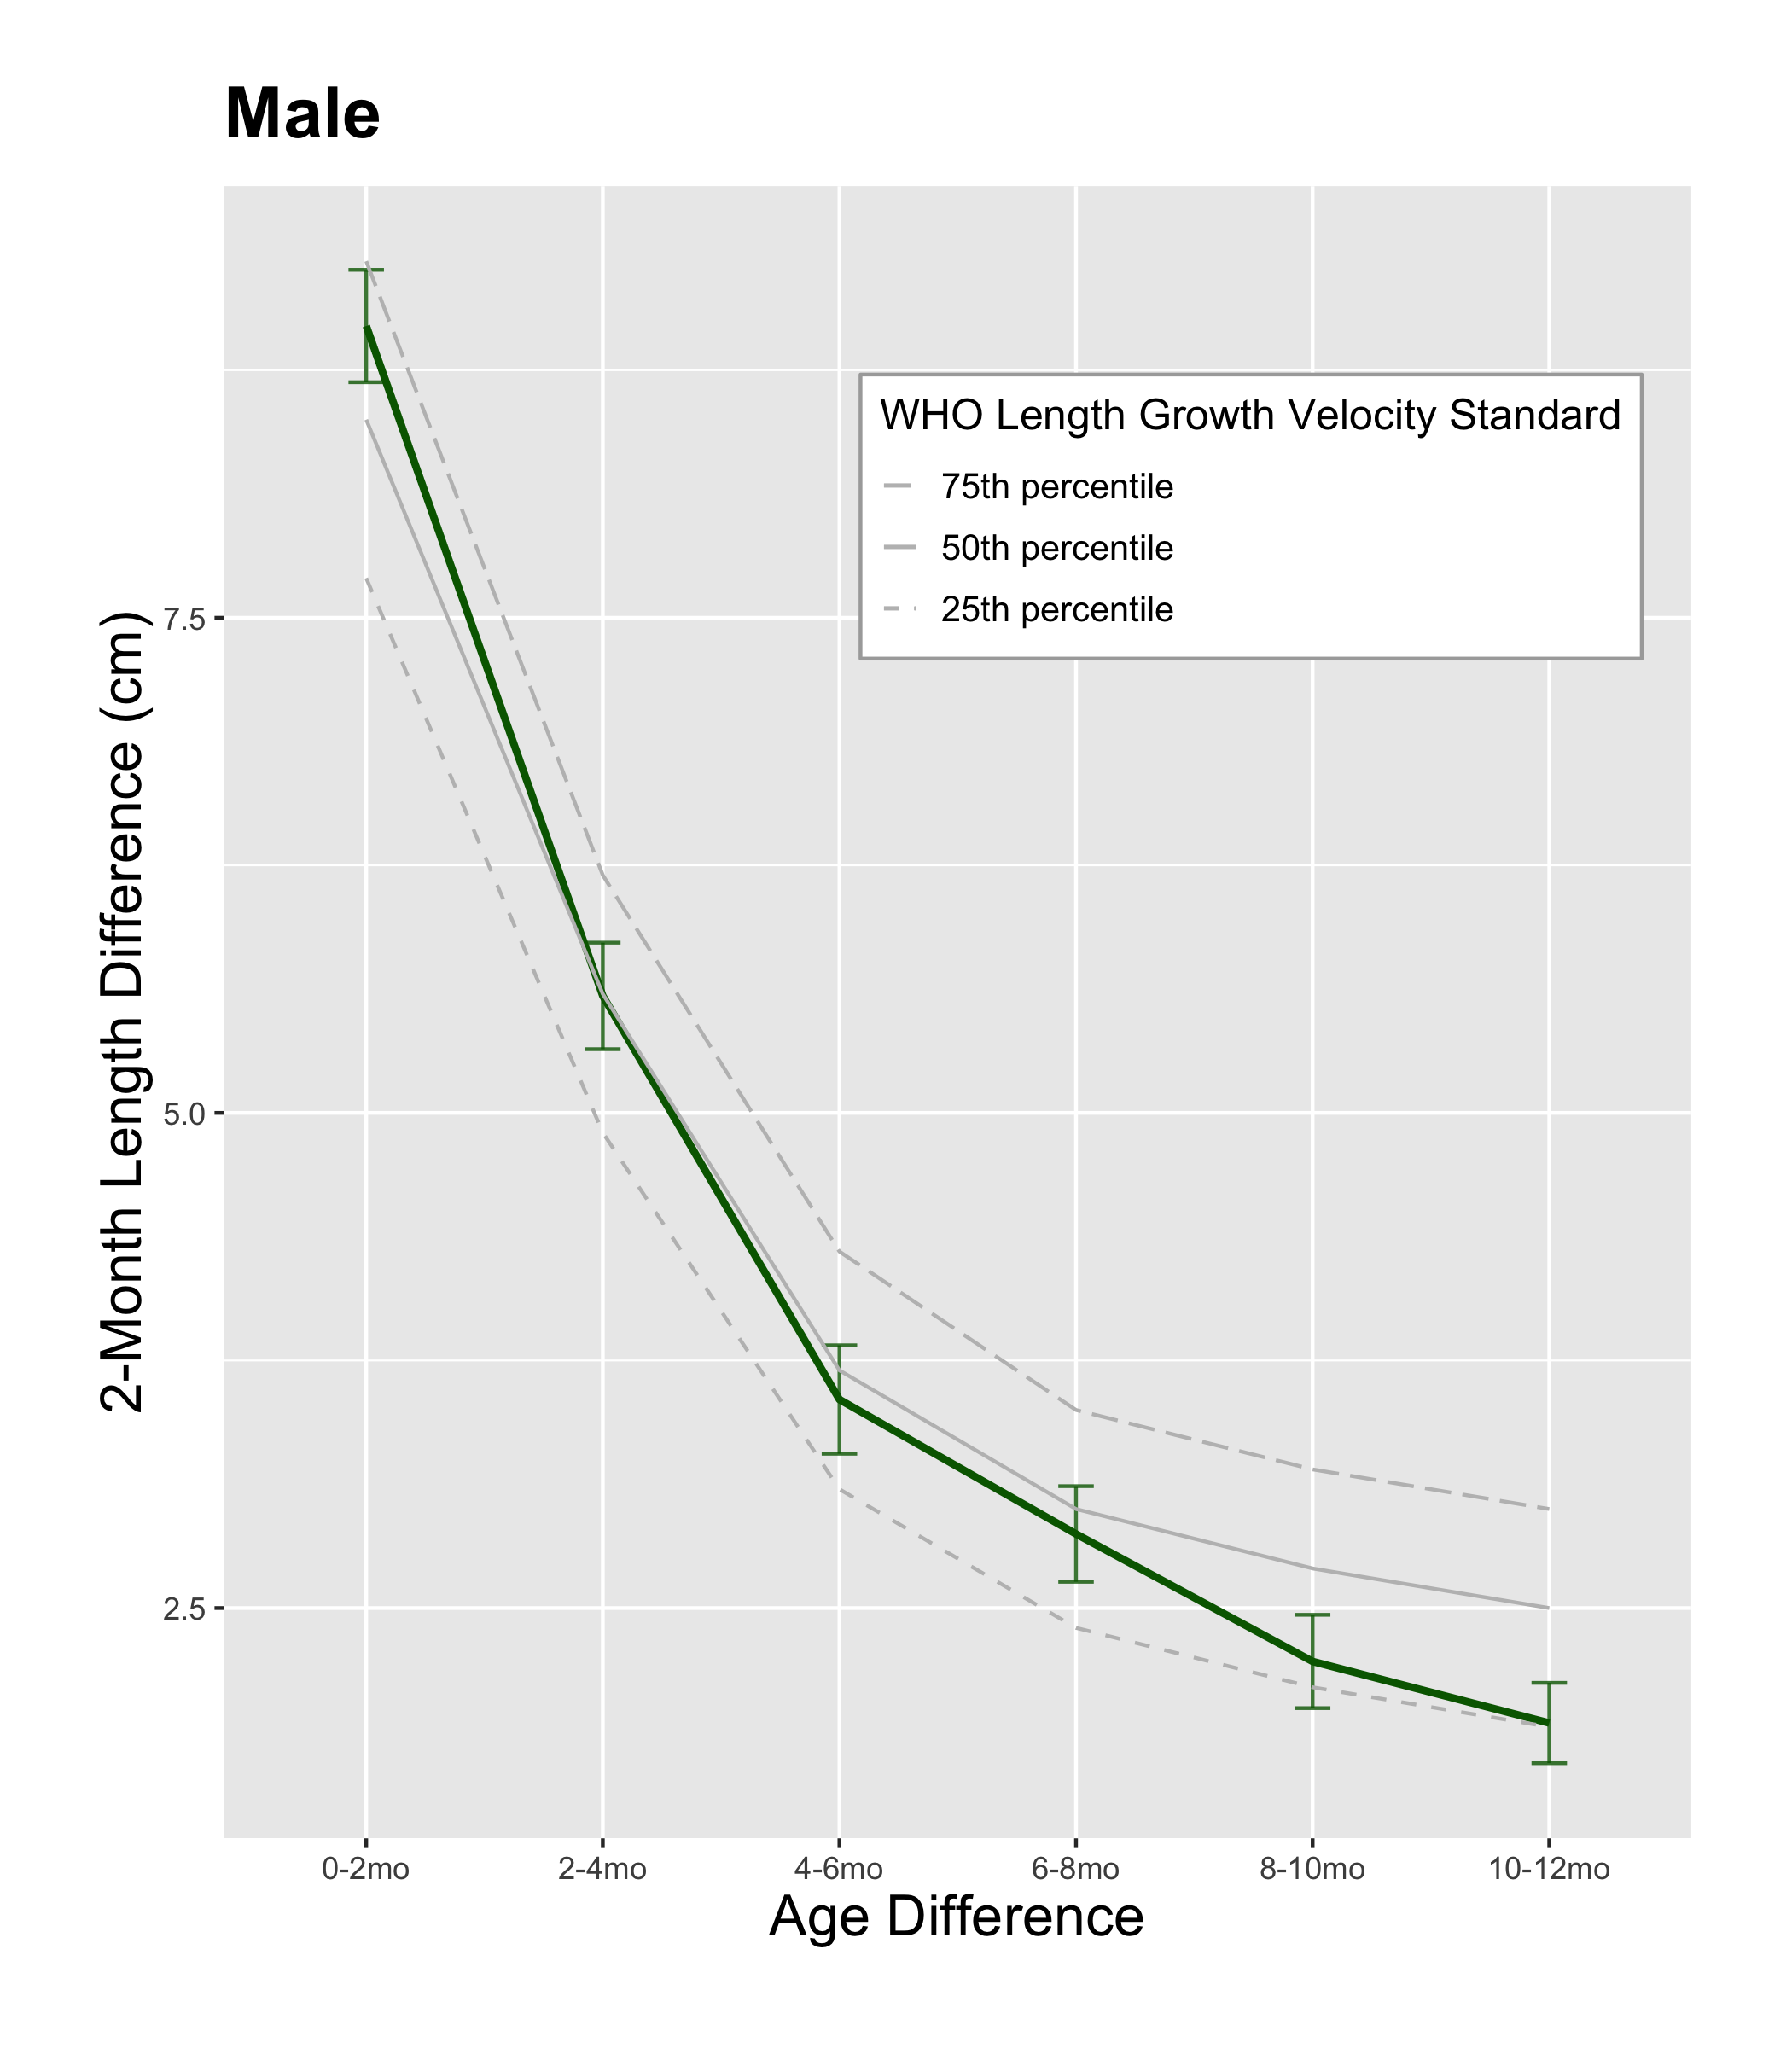 Male
WHO Length Growth Velocity Standard
75th percentile
50th percentile
25th percentile
2-Month Length Difference (cm)
7.5
5.0
2.5
0-2mo 2-4mo 4-6mo 6-8mo 8-10mo 10-12mo
Age Difference